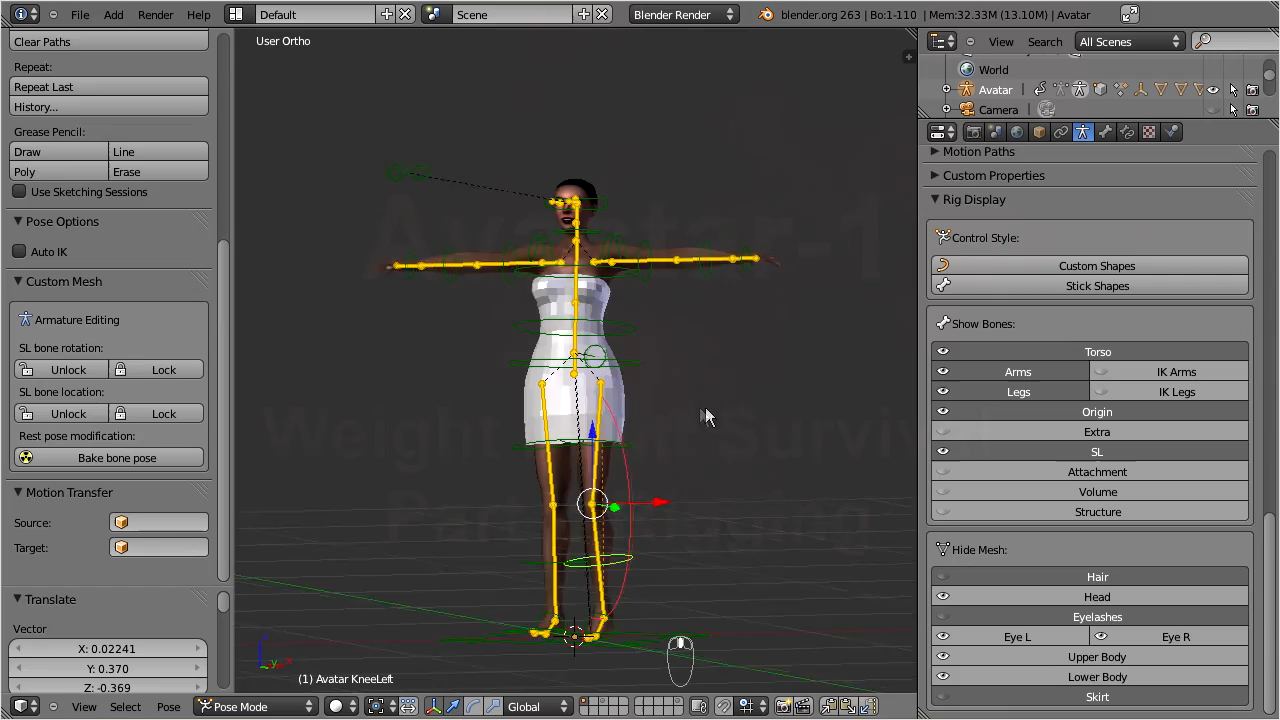 File Add Render Help Default Scene Blender Render blender.org 263 | Bo:1-110 | Mem:32.33M (13.10M) | Avatar
Clear Paths
Repeat:
Repeat Last
History...
Grease Pencil:
Draw Line
Poly Erase
Use Sketching Sessions
Pose Options
Auto IK
Custom Mesh
Armature Editing
SL bone rotation:
Unlock Lock
SL bone location:
Unlock Lock
Rest pose modification:
Bake bone pose
Motion Transfer
Source:
Target:
Translate
Vector
X: 0.02241
Y: 0.370
Z: -0.369
User Ortho
Avastar-1
(1) Avatar KneeLeft
View Select Pose Pose Mode Global
View Search All Scenes
World
Avatar
Camera
Motion Paths
Custom Properties
Rig Display
Control Style:
Custom Shapes
Stick Shapes
Show Bones:
Torso
Arms IK Arms
Legs IK Legs
Origin
Extra
SL
Attachment
Volume
Structure
Hide Mesh:
Hair
Head
Eyelashes
Eye L Eye R
Upper Body
Lower Body
Skirt